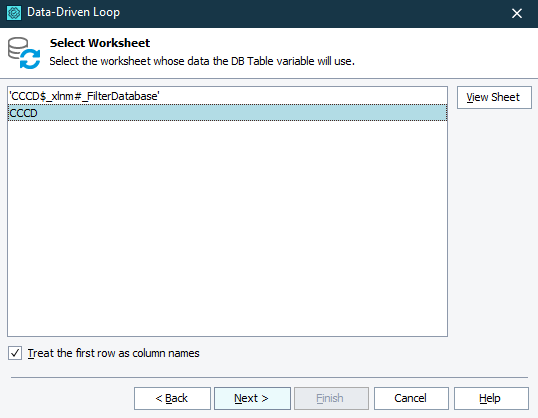 Data-Driven Loop
Select Worksheet
Select the worksheet whose data the DB Table variable will use.
'CCCD$_xlnm#_FilterDatabase'
CCCD
View Sheet
Treat the first row as column names
< Back
Next >
Finish
Cancel
Help